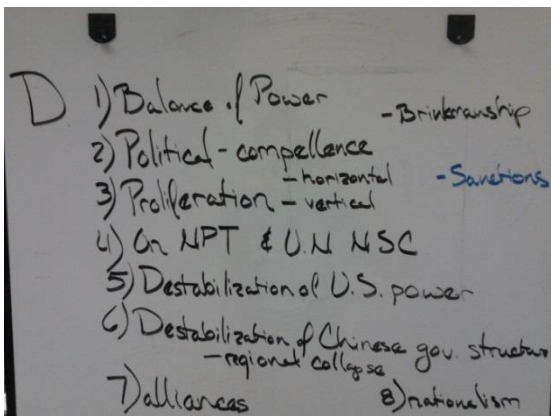 D. 1) Balance of Power
- Brinkmanship
2) Political - compellence
- horizontal
- Sanctions
3) Proliferation - vertical
4) On NPT & U.N NSC
5) Destabilization of U.S. power
6) Destabilization of Chinese gov. structure
- regional collapse
7) alliances
8) nationalism